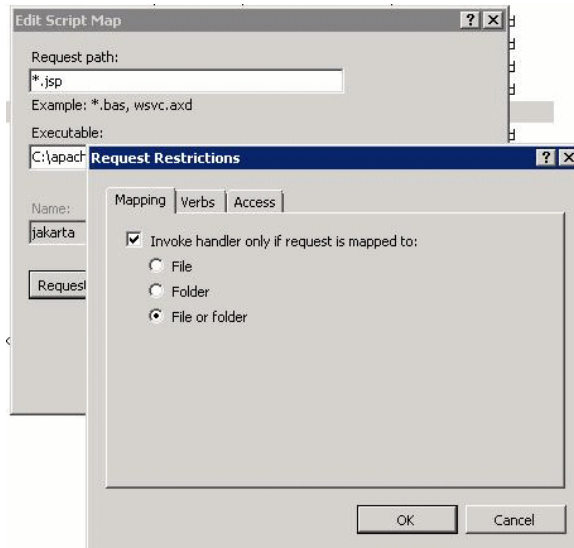 Edit Script Map
Request path:
*.jsp
Example: *.bas, wsvc.axd
Executable:
C:\apach
Request Restrictions
Name:
jakarta
Request
Mapping Verbs Access
Invoke handler only if request is mapped to:
File
Folder
File or folder
OK Cancel